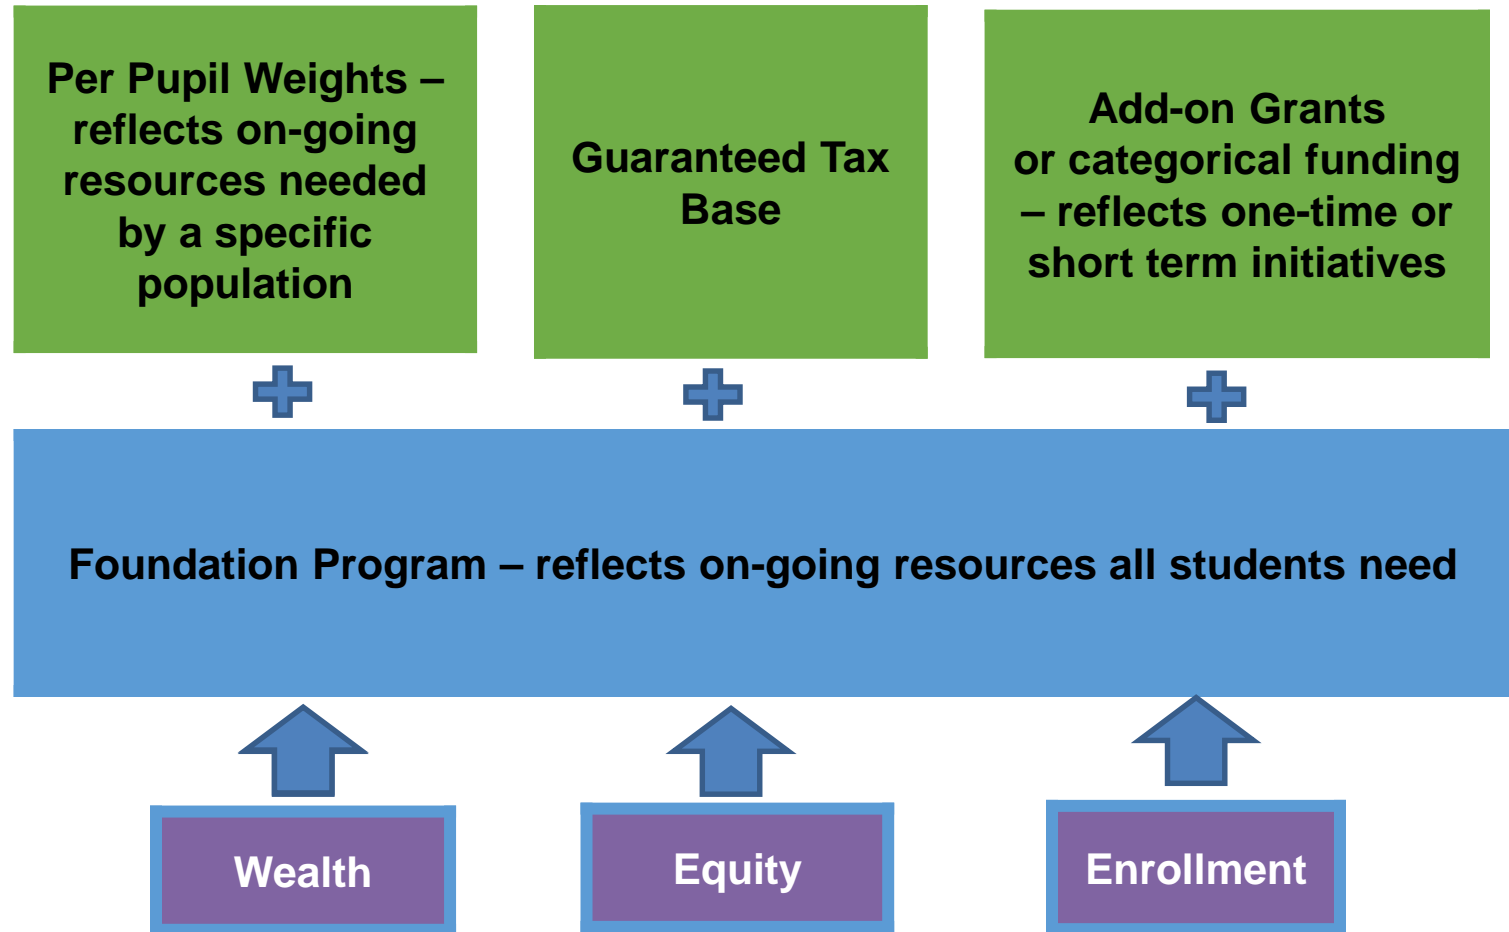 Per Pupil Weights –
reflects on-going
resources needed
by a specific
population
Guaranteed Tax
Base
Add-on Grants
or categorical funding
– reflects one-time or
short term initiatives
Foundation Program – reflects on-going resources all students need
Wealth
Equity
Enrollment